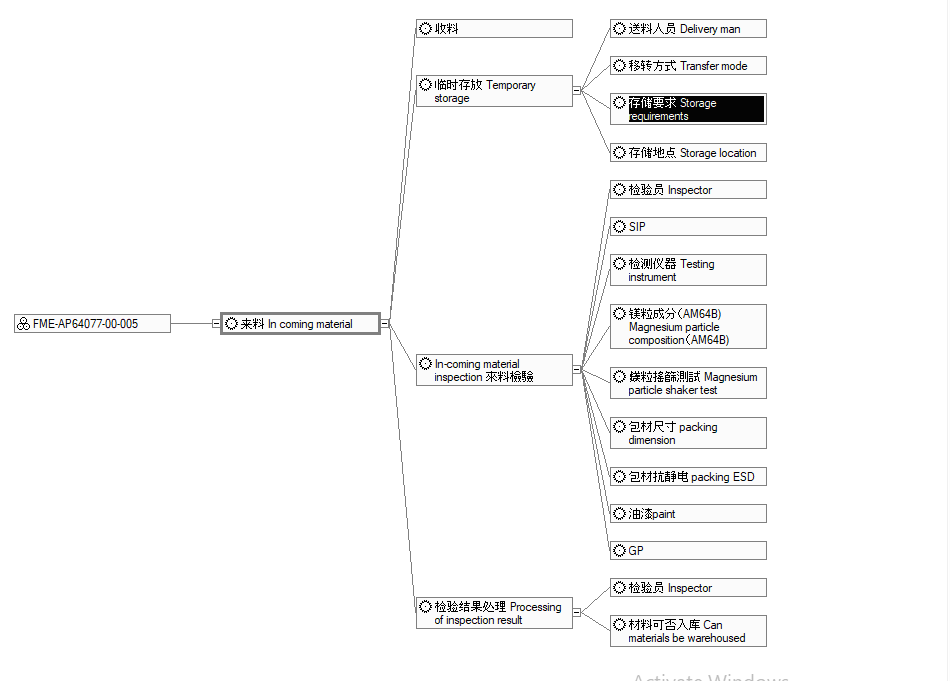 收料
送料人员 Delivery man
移转方式 Transfer mode
临时存放 Temporary
storage
存储要求 Storage
requirements
存储地点 Storage location
检验员 Inspector
SIP
检测仪器 Testing
instrument
镁粒成分(AM64B)
Magnesium particle
composition(AM64B)
FME-AP64077-00-005
来料 In coming material
In-coming material
inspection 來料檢驗
鎂粒搖篩測試 Magnesium
particle shaker test
包材尺寸 packing
dimension
包材抗静电 packing ESD
油漆paint
GP
检验结果处理 Processing
of inspection result
检验员 Inspector
材料可否入库 Can
materials be warehoused
Activate Windows